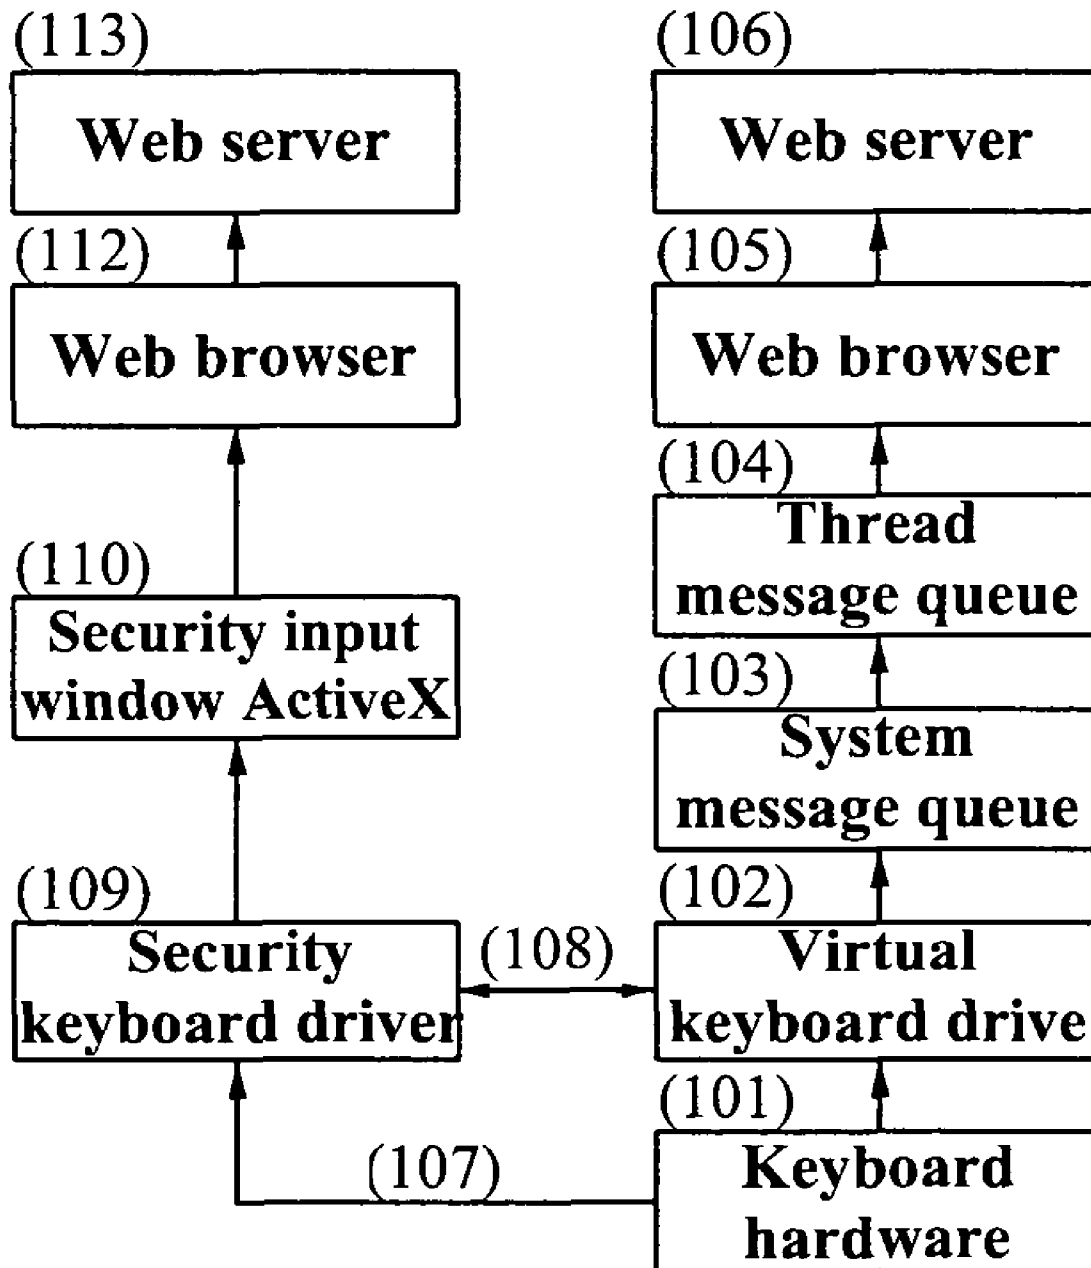 (113)
Web server
(112)
Web browser
(110)
Security input
window ActiveX
(109)
Security
keyboard driver
(108)
(107)
(106)
Web server
(105)
Web browser
(104)
Thread
message queue
(103)
System
message queue
(102)
Virtual
keyboard drive
(101)
Keyboard
hardware